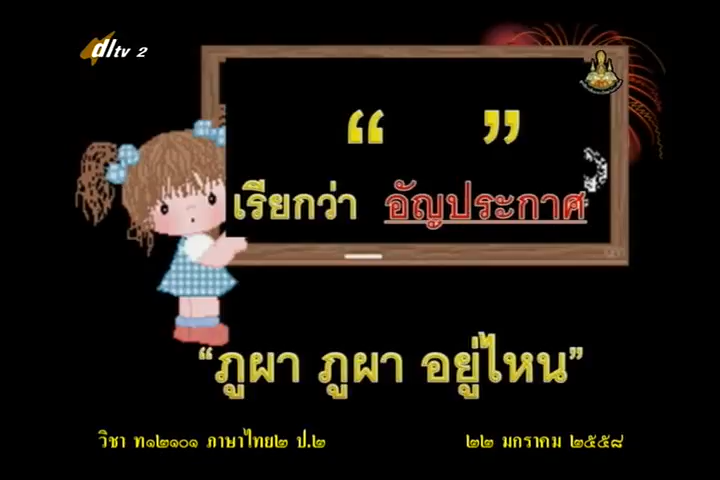 dltv 2
“ ”
เรียกว่า อัญประกาศ
“ภูผา ภูผา อยู่ไหน”
วิชา ท๑๒๑๐๑ ภาษาไทย๒ ป.๒ ๒๒ มกราคม ๒๕๕๘